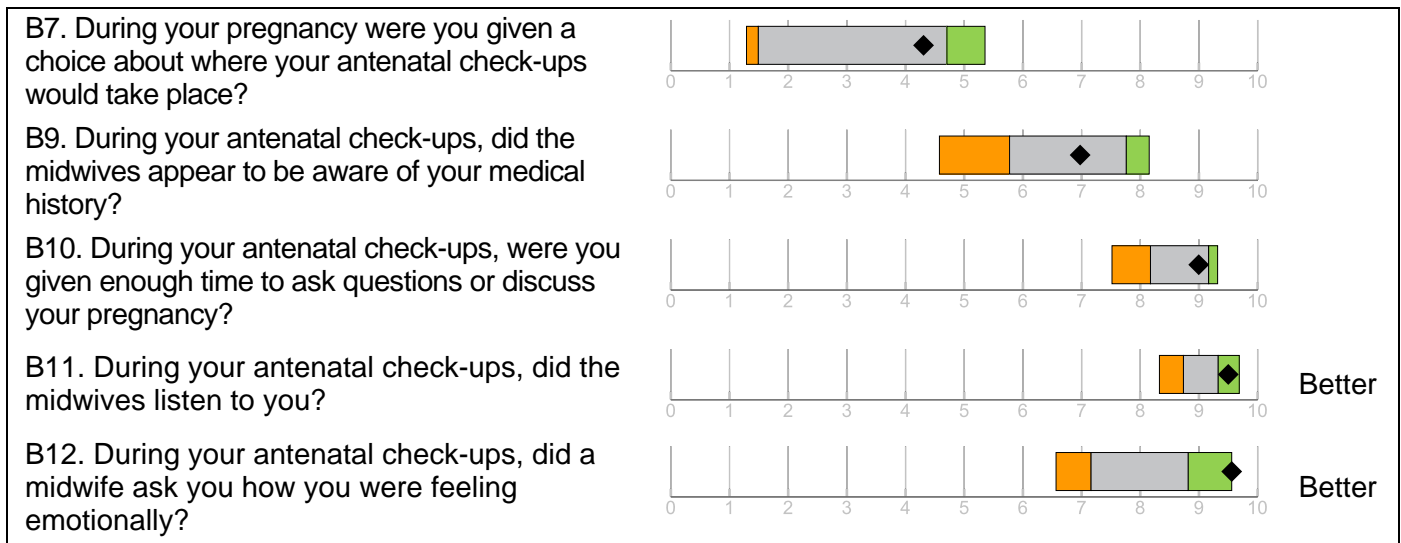 B7. During your pregnancy were you given a
choice about where your antenatal check-ups
would take place?
0 1 2 3 4 5 6 7 8 9 10
B9. During your antenatal check-ups, did the
midwives appear to be aware of your medical
history?
0 1 2 3 4 5 6 7 8 9 10
B10. During your antenatal check-ups, were you
given enough time to ask questions or discuss
your pregnancy?
0 1 2 3 4 5 6 7 8 9 10
B11. During your antenatal check-ups, did the
midwives listen to you?
0 1 2 3 4 5 6 7 8 9 10
Better
B12. During your antenatal check-ups, did a
midwife ask you how you were feeling
emotionally?
0 1 2 3 4 5 6 7 8 9 10
Better